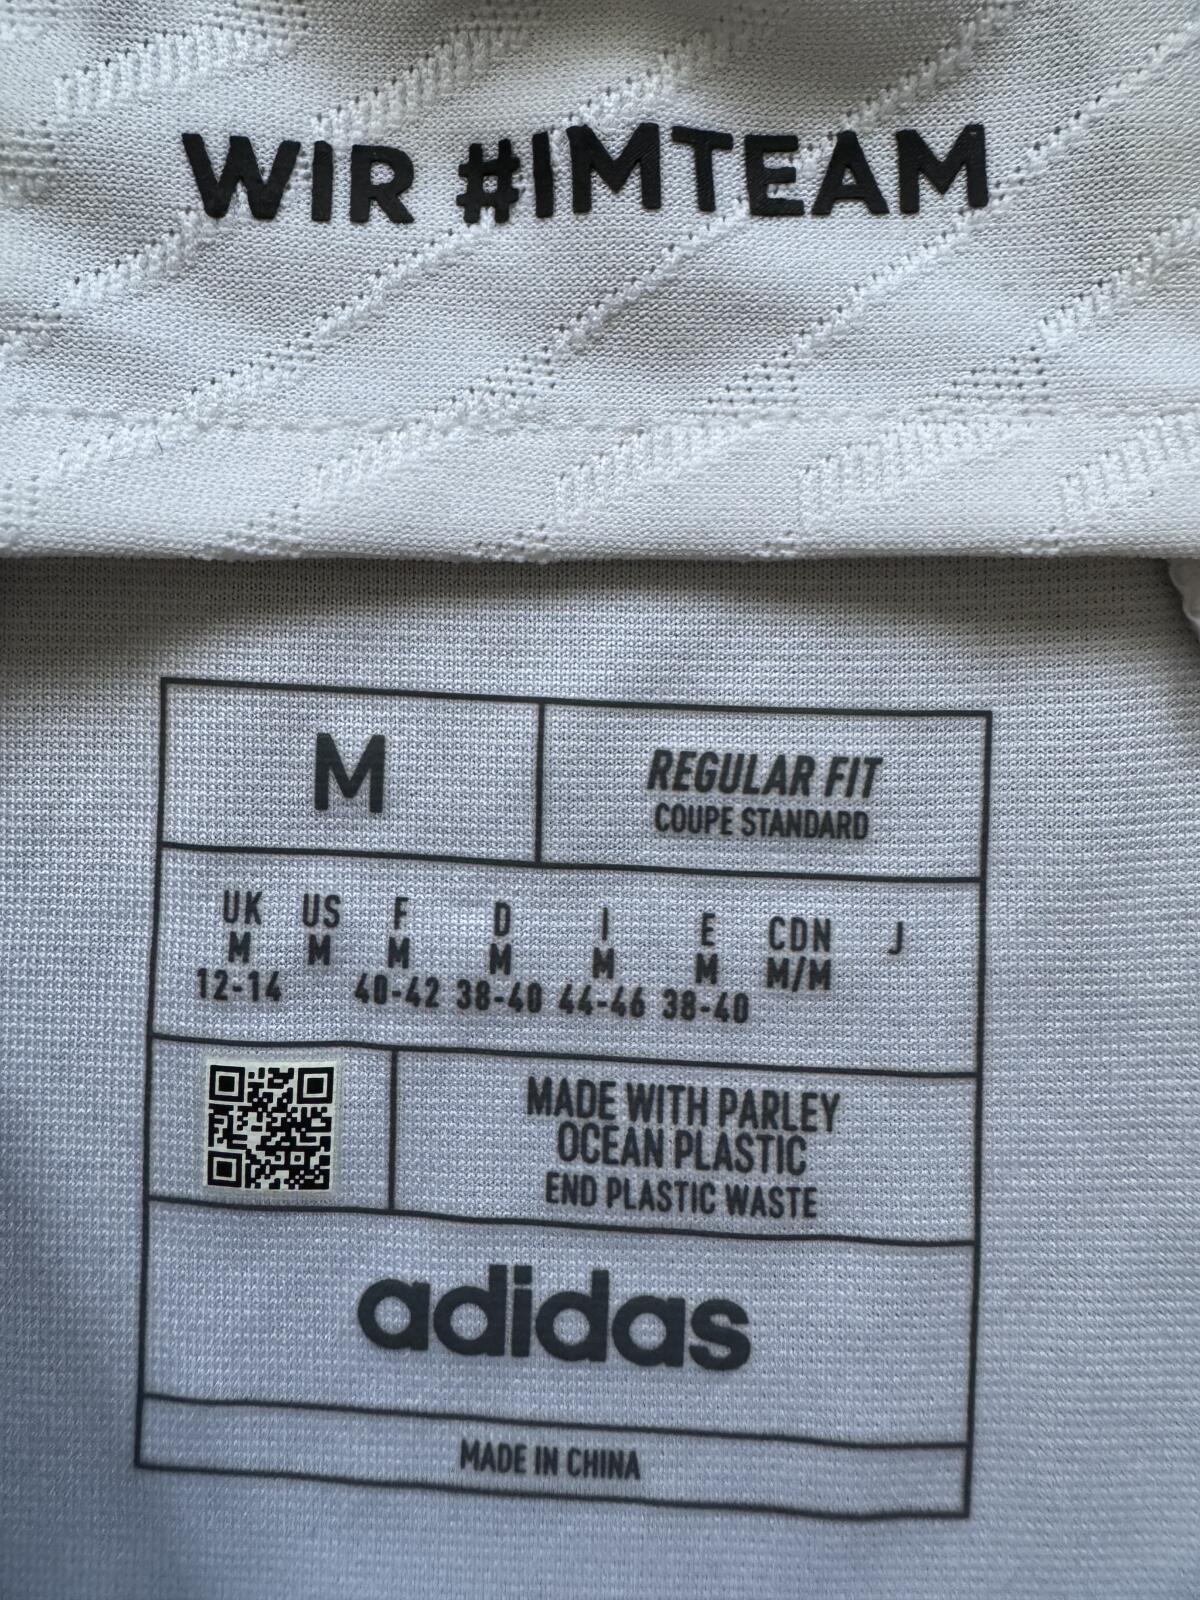 WIR #IMTEAM
M
REGULAR FIT
COUPE STANDARD
UK US F D I E CDN J
M M M M M M M/M
12-14 40-42 38-40 44-46 38-40
MADE WITH PARLEY
OCEAN PLASTIC
END PLASTIC WASTE
adidas
MADE IN CHINA